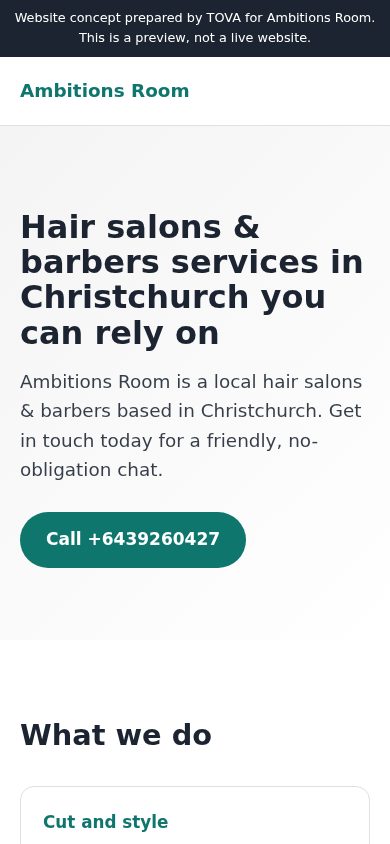 Website concept prepared by TOVA for Ambitions Room.
This is a preview, not a live website.
Ambitions Room
Hair salons &
barbers services in
Christchurch you
can rely on
Ambitions Room is a local hair salons
& barbers based in Christchurch. Get
in touch today for a friendly, no-
obligation chat.
Call +6439260427
What we do
Cut and style